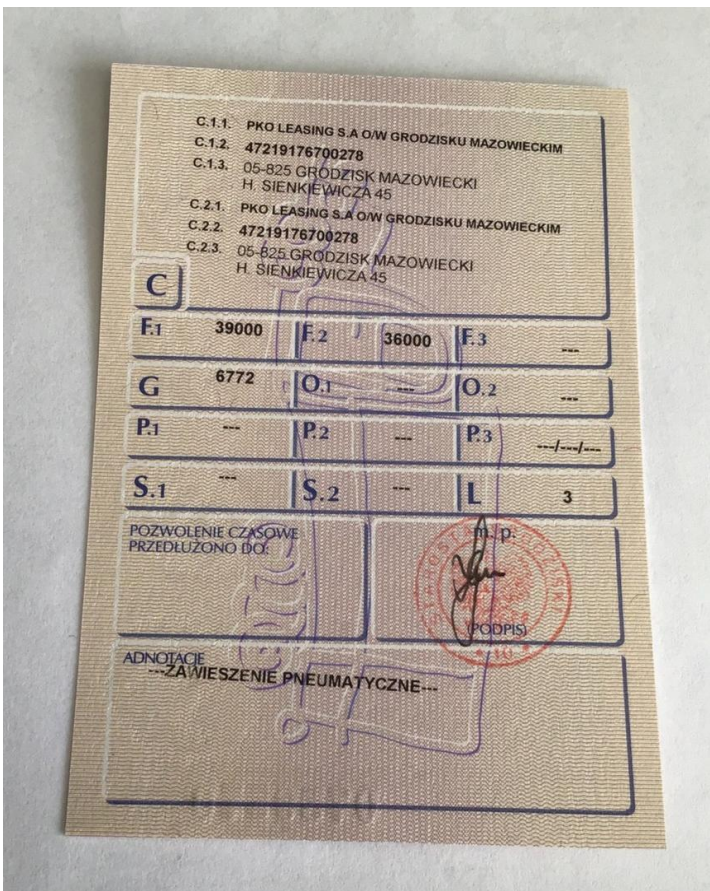 C.1.1. PKO LEASING S.A O/W GRODZISKU MAZOWIECKIM
C.1.2. 47219176700278
C.1.3. 05-825 GRODZISK MAZOWIECKI
H. SIENKIEWICZA 45
C.2.1. PKO LEASING S.A O/W GRODZISKU MAZOWIECKIM
C.2.2. 47219176700278
C.2.3. 05-825 GRODZISK MAZOWIECKI
H. SIENKIEWICZA 45
C
F.1 39000 F.2 36000 F.3 ---
G 6772 O.1 --- O.2 ---
P.1 --- P.2 --- P.3 ---/---/---
S.1 --- S.2 --- L 3
POZWOLENIE CZASOWE
PRZEDŁUŻONO DO:
m. p.
(PODPIS)
ADNOTACJE
---ZAWIESZENIE PNEUMATYCZNE---